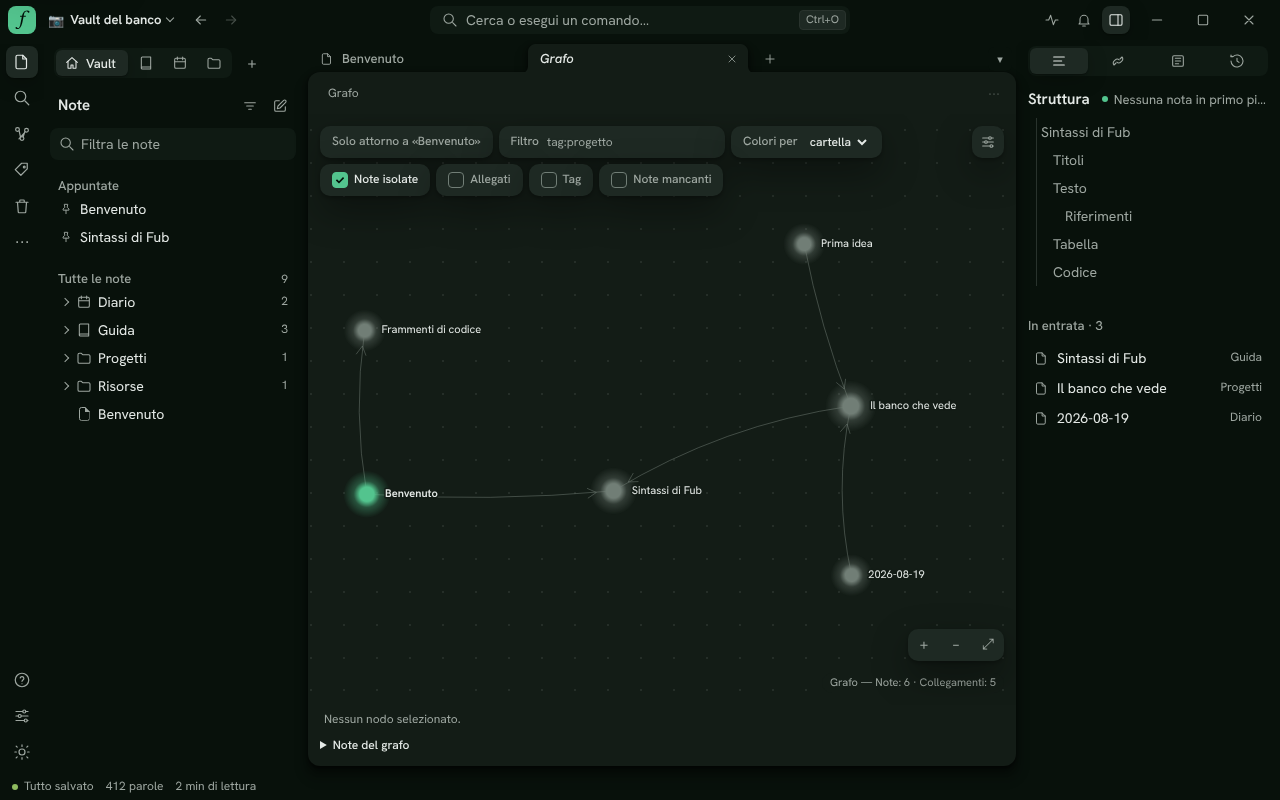 f
Vault del banco
Cerca o esegui un comando…
Ctrl+O
Vault
Note
Filtra le note
Appuntate
Benvenuto
Sintassi di Fub
Tutte le note 9
Diario 2
Guida 3
Progetti 1
Risorse 1
Benvenuto
Tutto salvato 412 parole 2 min di lettura
Benvenuto
Grafo
Grafo
Solo attorno a «Benvenuto»
Filtro tag:progetto
Colori per cartella
Note isolate
Allegati
Tag
Note mancanti
Prima idea
Frammenti di codice
Il banco che vede
Benvenuto
Sintassi di Fub
2026-08-19
Grafo — Note: 6 · Collegamenti: 5
Nessun nodo selezionato.
Note del grafo
Struttura
Nessuna nota in primo pi…
Sintassi di Fub
Titoli
Testo
Riferimenti
Tabella
Codice
In entrata · 3
Sintassi di Fub Guida
Il banco che vede Progetti
2026-08-19 Diario